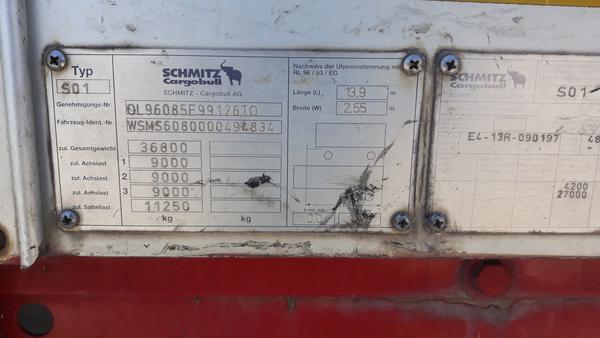 Typ
S01
SCHMITZ
Cargobull
SCHMITZ - Cargobull AG
Nachweis der Übereinstimmung mit
RL 96 / 53 / EG
Genehmigungs-Nr.
Fahrzeug-Ident.-Nr.
WSMS6080000494834
Länge (L)
13,9 m
Breite (W)
2,55 m
zul. Gesamtgewicht 36800
zul. Achslast 1 9000
zul. Achslast 2 9000
zul. Achslast 3 9000
zul. Sattellast 11250
kg kg
SCHMITZ
Cargobull
S01
E4-13R-090197
4200
27000